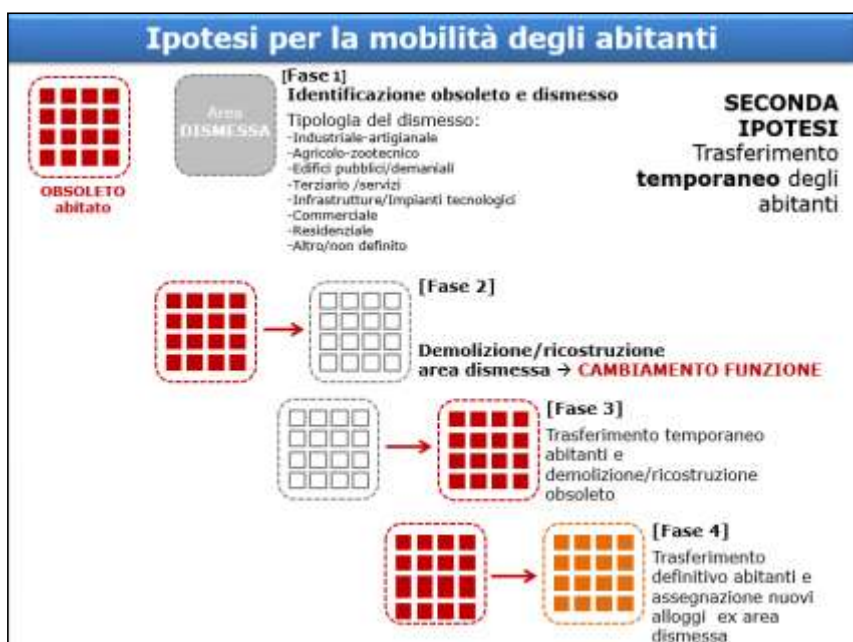 Ipotesi per la mobilità degli abitanti
OBSOLETO
abitato
Area
DISMESSA
[Fase 1]
Identificazione obsoleto e dismesso
Tipologia del dismesso:
-Industriale-artigianale
-Agricolo-zootecnico
-Edifici pubblici/demaniali
-Terziario /servizi
-Infrastrutture/Impianti tecnologici
-Commerciale
-Residenziale
-Altro/non definito
SECONDA
IPOTESI
Trasferimento
temporaneo degli
abitanti
[Fase 2]
Demolizione/ricostruzione
area dismessa → CAMBIAMENTO FUNZIONE
[Fase 3]
Trasferimento temporaneo
abitanti e
demolizione/ricostruzione
obsoleto
[Fase 4]
Trasferimento
definitivo abitanti e
assegnazione nuovi
alloggi ex area
dismessa